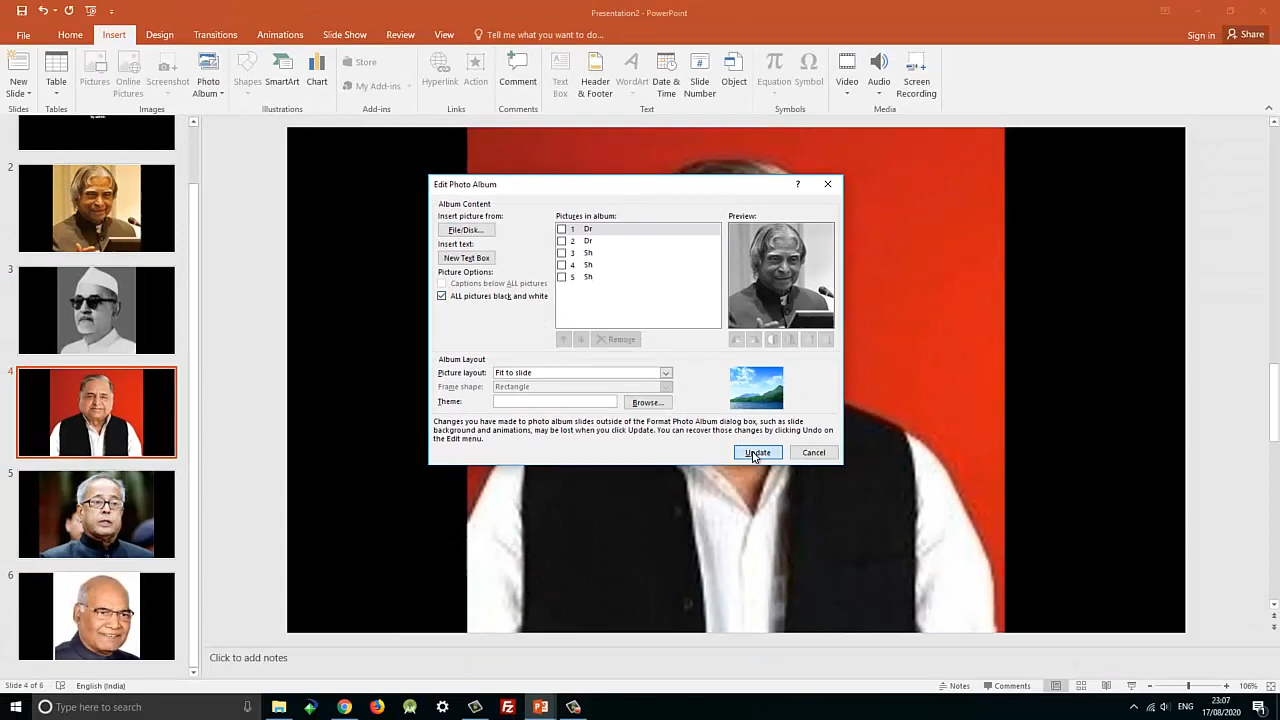 Presentation2 - PowerPoint
File Home Insert Design Transitions Animations Slide Show Review View Tell me what you want to do... Sign in Share
New Slide Table Pictures Online Pictures Screenshot Photo Album Shapes SmartArt Chart Store My Add-ins Hyperlink Action Comment Text Box Header & Footer WordArt Date & Time Slide Number Object Equation Symbol Video Audio Screen Recording
Slides Tables Images Illustrations Add-ins Links Comments Text Symbols Media
by admin
2
3
4
5
6
Edit Photo Album ?
Album Content
Insert picture from: Pictures in album: Preview:
File/Disk... 1 Dr
Insert text: 2 Dr
New Text Box 3 Sh
Picture Options: 4 Sh
Captions below ALL pictures 5 Sh
ALL pictures black and white
Remove
Album Layout
Picture layout: Fit to slide
Frame shape: Rectangle
Theme: Browse...
Changes you have made to photo album slides outside of the Format Photo Album dialog box, such as slide
background and animations, may be lost when you click Update. You can recover those changes by clicking Undo on
the Edit menu.
Update Cancel
Click to add notes
Slide 4 of 6 English (India) Notes Comments 106%
Type here to search ENG 23:07
17/08/2020